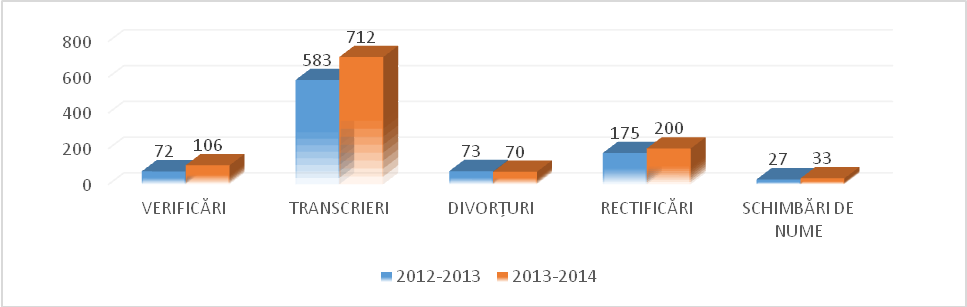 800
600
400
200
0
72
106
583
712
73
70
175
200
27
33
VERIFICĂRI
TRANSCRIERI
DIVORȚURI
RECTIFICĂRI
SCHIMBĂRI DE
NUME
2012-2013
2013-2014